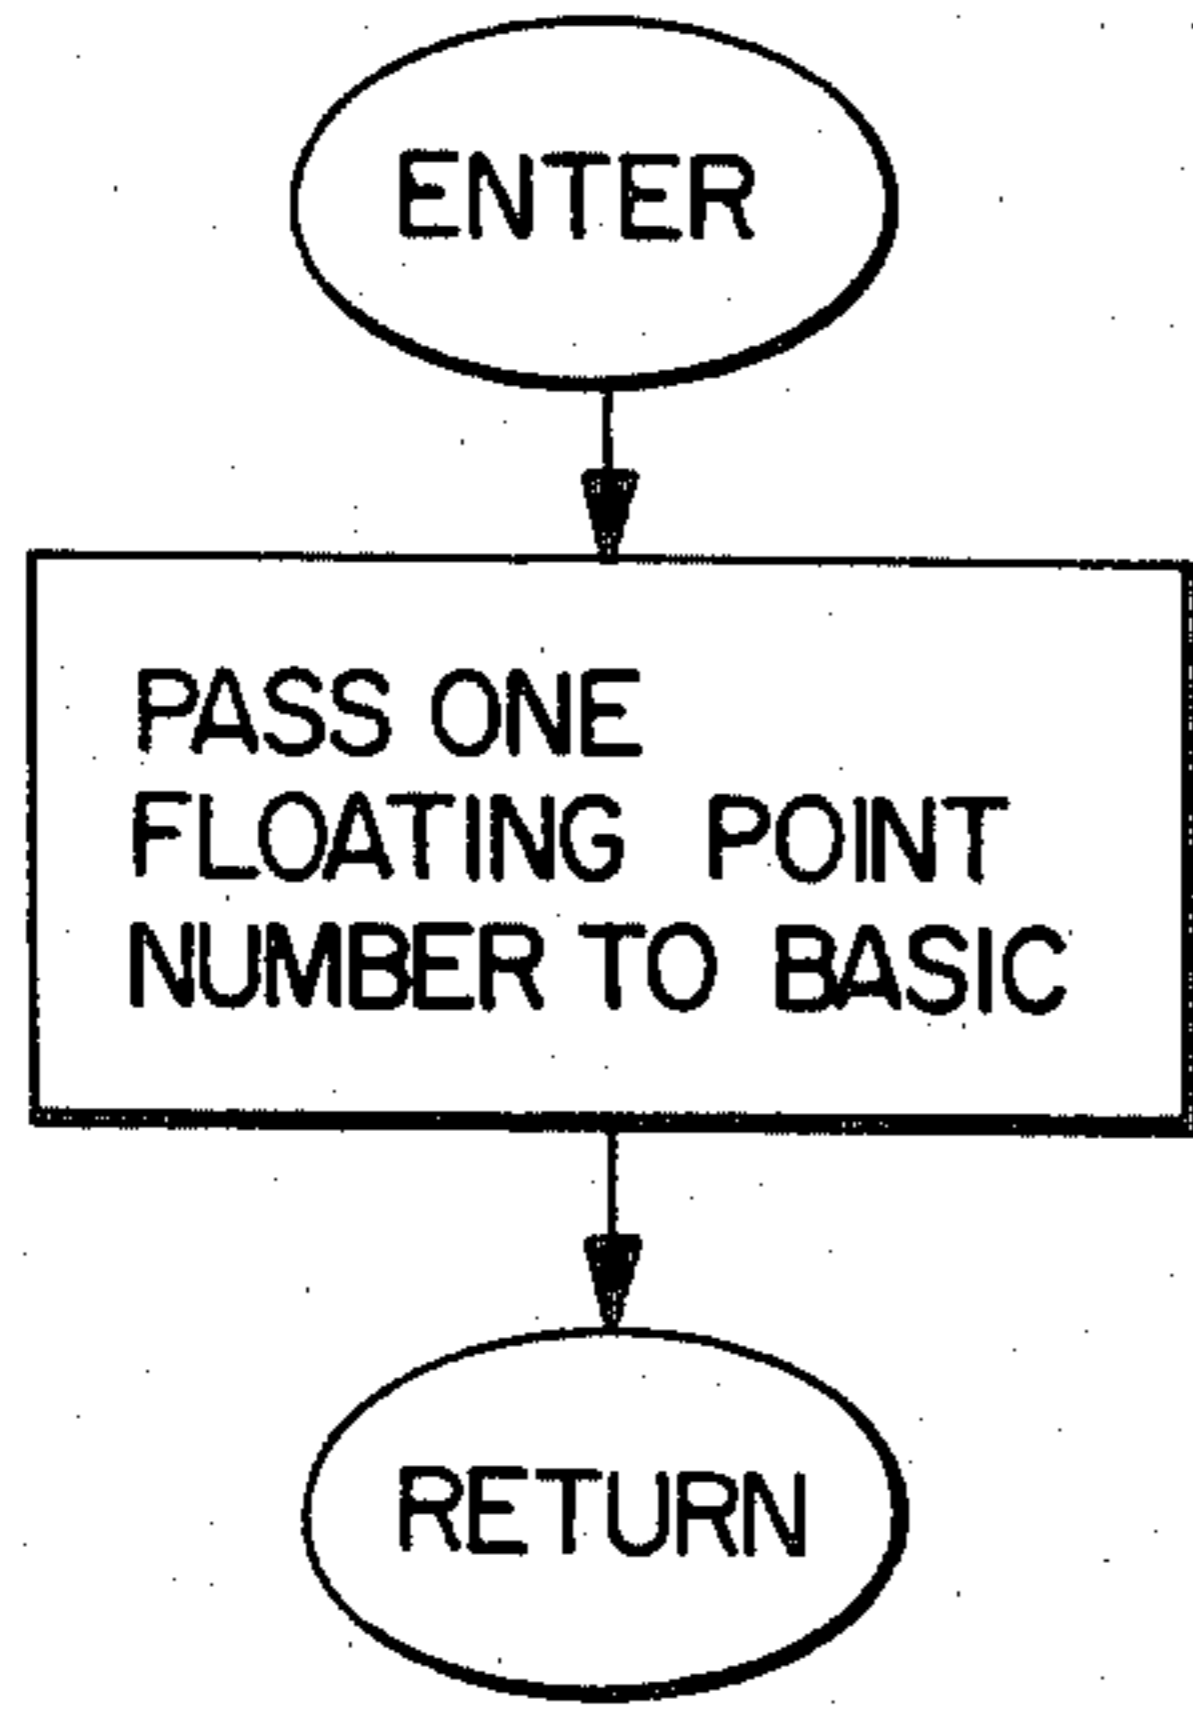 ENTER
PASS ONE
FLOATING POINT
NUMBER TO BASIC
RETURN